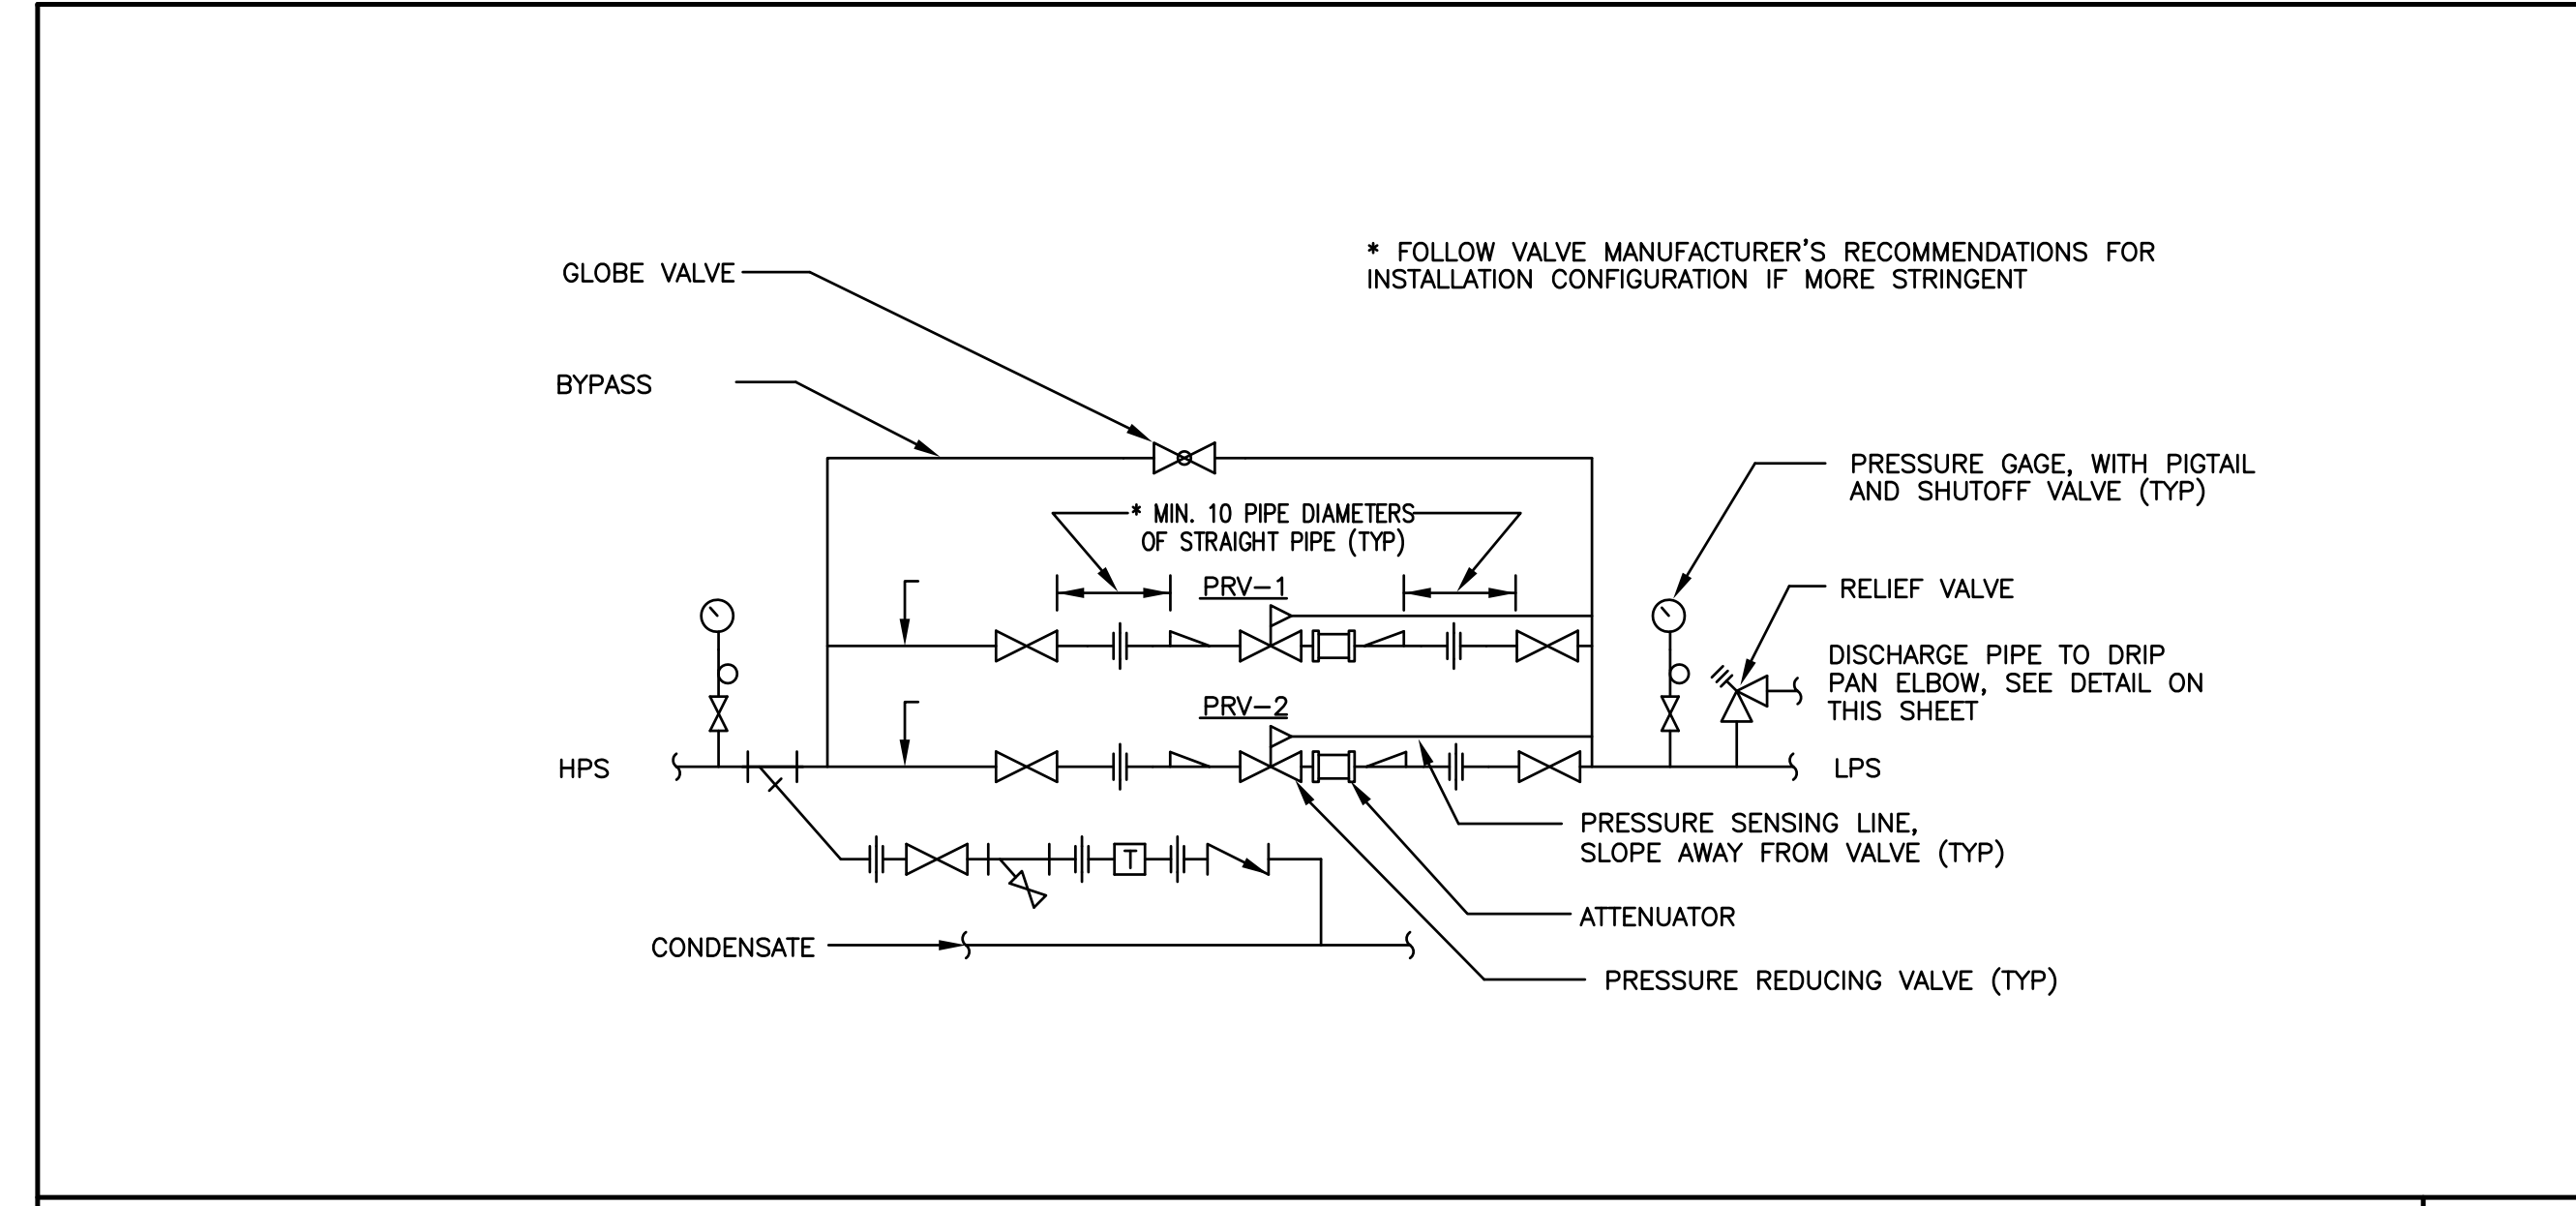 * FOLLOW VALVE MANUFACTURER'S RECOMMENDATIONS FOR
INSTALLATION CONFIGURATION IF MORE STRINGENT
GLOBE VALVE
BYPASS
PRESSURE GAGE, WITH PIGTAIL
AND SHUTOFF VALVE (TYP)
* MIN. 10 PIPE DIAMETERS
OF STRAIGHT PIPE (TYP)
PRV-1
RELIEF VALVE
DISCHARGE PIPE TO DRIP
PAN ELBOW, SEE DETAIL ON
THIS SHEET
PRV-2
HPS
LPS
PRESSURE SENSING LINE,
SLOPE AWAY FROM VALVE (TYP)
T
ATTENUATOR
CONDENSATE
PRESSURE REDUCING VALVE (TYP)